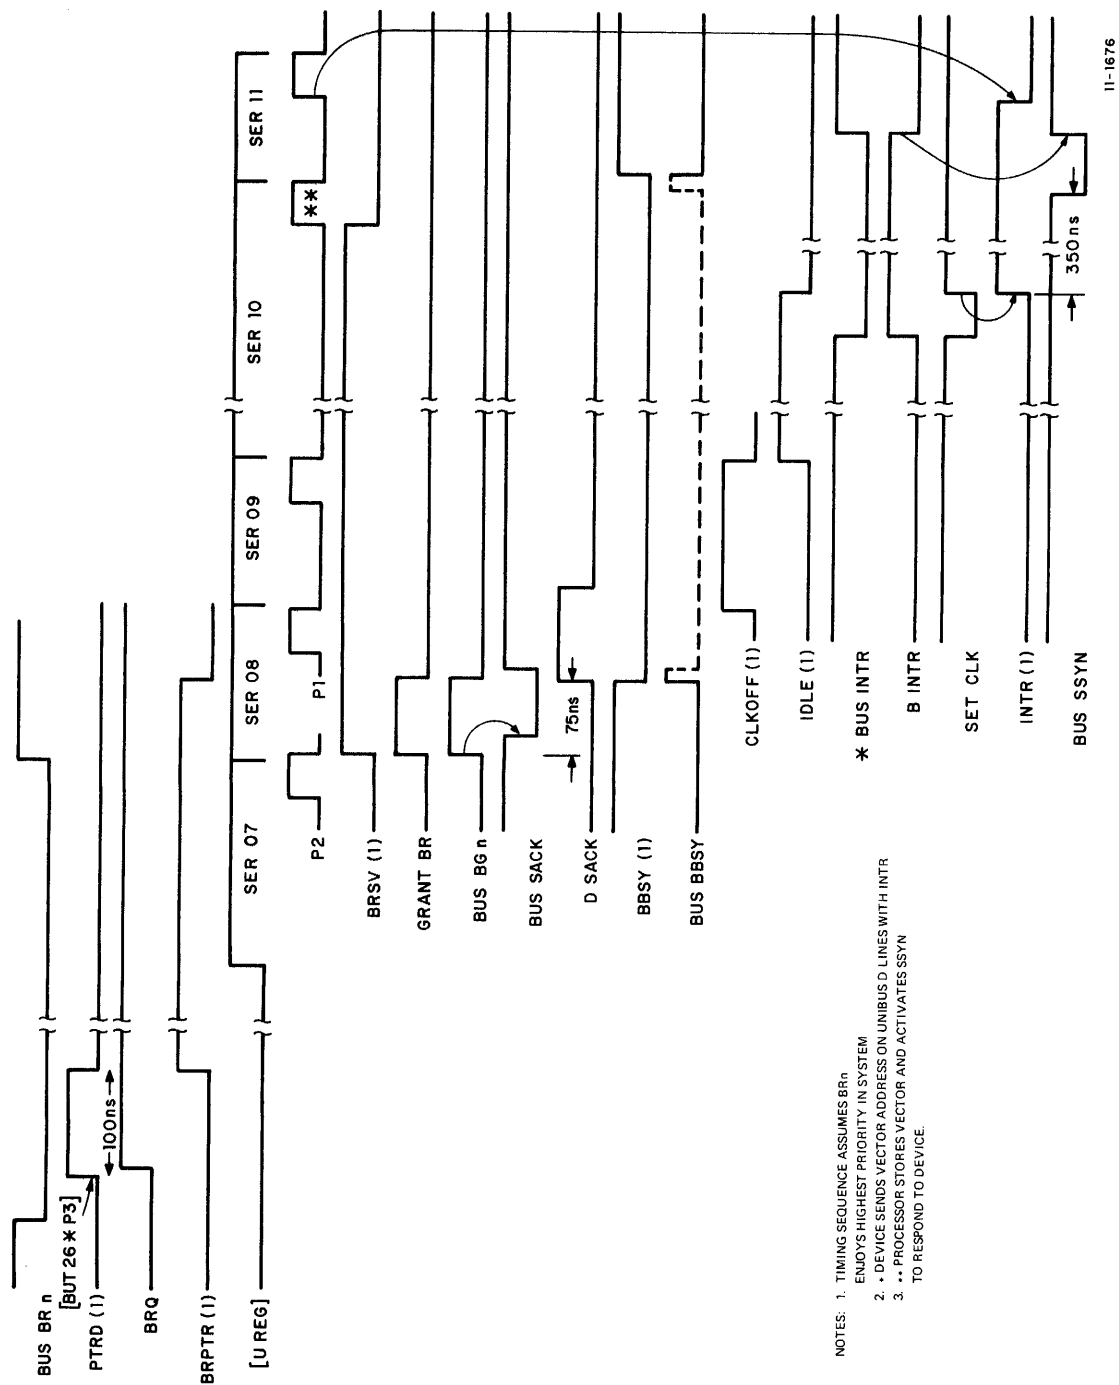 BUS BR n
[BUT 26 * P3]
PTRD (1)
100ns
BRQ
BRPTR (1)
[U REG]
SER 07
SER 08
SER 09
SER 10
SER 11
P2
P1
**
BRSV (1)
GRANT BR
BUS BG n
BUS SACK
75ns
D SACK
BBSY (1)
BUS BBSY
CLKOFF (1)
IDLE (1)
* BUS INTR
B INTR
SET CLK
INTR (1)
350ns
BUS SSYN
NOTES: 1. TIMING SEQUENCE ASSUMES BRn
ENJOYS HIGHEST PRIORITY IN SYSTEM
2. * DEVICE SENDS VECTOR ADDRESS ON UNIBUS D LINES WITH INTR
3. ** PROCESSOR STORES VECTOR AND ACTIVATES SSYN
TO RESPOND TO DEVICE.
11-1676